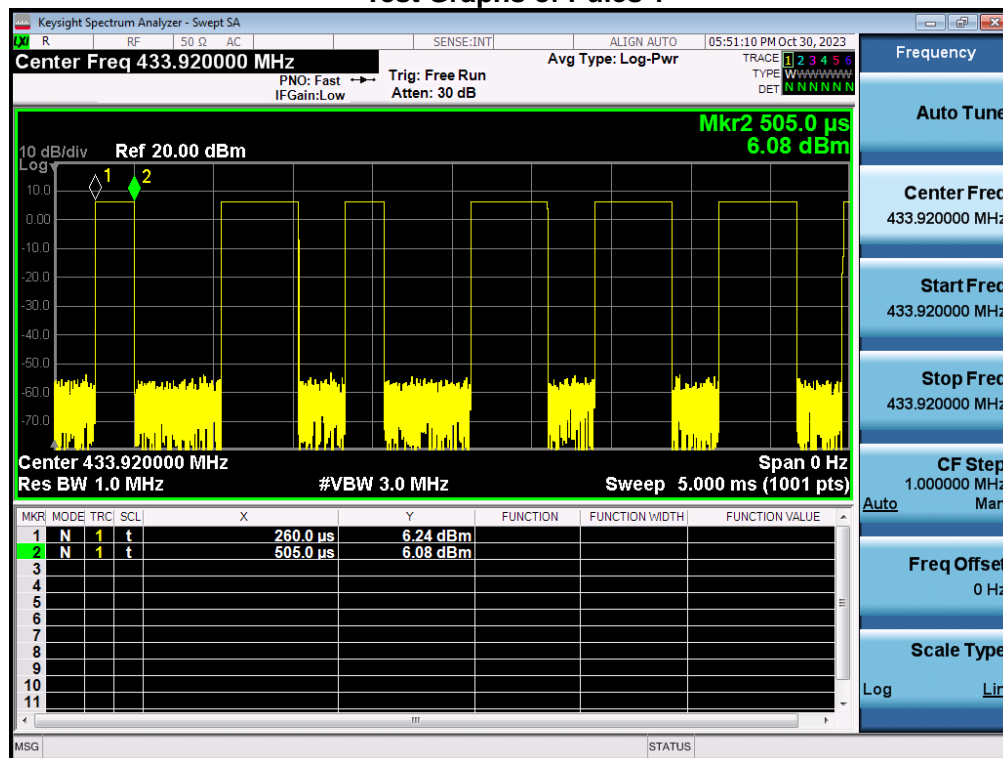 Test Graphs of Pules 1
Keysight Spectrum Analyzer - Swept SA
LXI R RF 50 Ω AC SENSE:INT ALIGN AUTO 05:51:10 PM Oct 30, 2023
Center Freq 433.920000 MHz
PNO: Fast
IFGain:Low
Trig: Free Run
Atten: 30 dB
Avg Type: Log-Pwr
TRACE 1 2 3 4 5 6
TYPE WWWWWW
DET N N N N N N
Mkr2 505.0 µs
6.08 dBm
10 dB/div Ref 20.00 dBm
Log
1 2
10.0
0.00
-10.0
-20.0
-30.0
-40.0
-50.0
-60.0
-70.0
Center 433.920000 MHz Span 0 Hz
Res BW 1.0 MHz #VBW 3.0 MHz Sweep 5.000 ms (1001 pts)
MKR MODE TRC SCL X Y FUNCTION FUNCTION WIDTH FUNCTION VALUE
1 N 1 t 260.0 µs 6.24 dBm
2 N 1 t 505.0 µs 6.08 dBm
3
4
5
6
7
8
9
10
11
MSG STATUS
Frequency
Auto Tune
Center Freq
433.920000 MHz
Start Freq
433.920000 MHz
Stop Freq
433.920000 MHz
CF Step
1.000000 MHz
Auto Man
Freq Offset
0 Hz
Scale Type
Log Lin